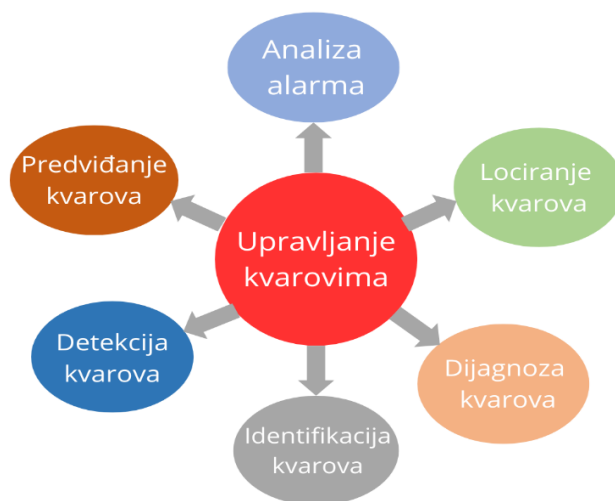 Analiza
alarma
Predviđanje
kvarova
Lociranje
kvarova
Upravljanje
kvarovima
Detekcija
kvarova
Dijagnoza
kvarova
Identifikacija
kvarova